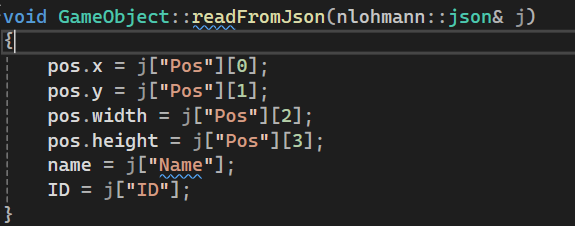 void GameObject::readFromJson(nlohmann::json& j)
{
pos.x = j["Pos"][0];
pos.y = j["Pos"][1];
pos.width = j["Pos"][2];
pos.height = j["Pos"][3];
name = j["Name"];
ID = j["ID"];
}